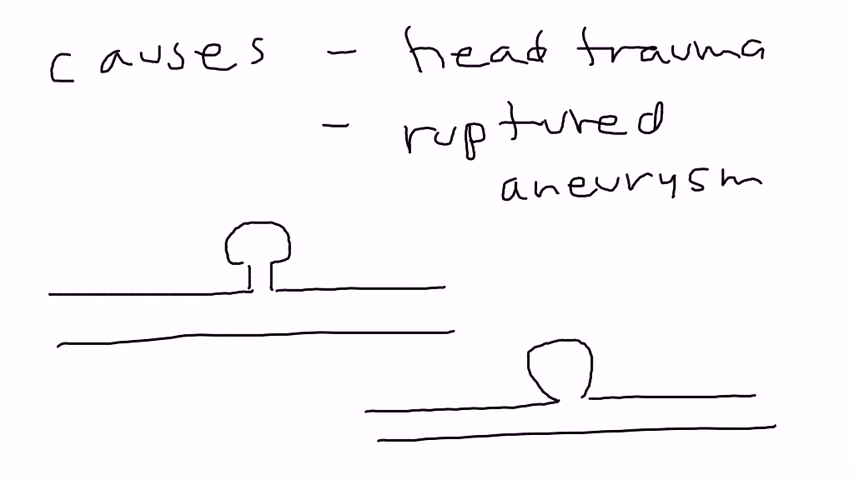 causes - head trauma
- ruptured
aneurysm